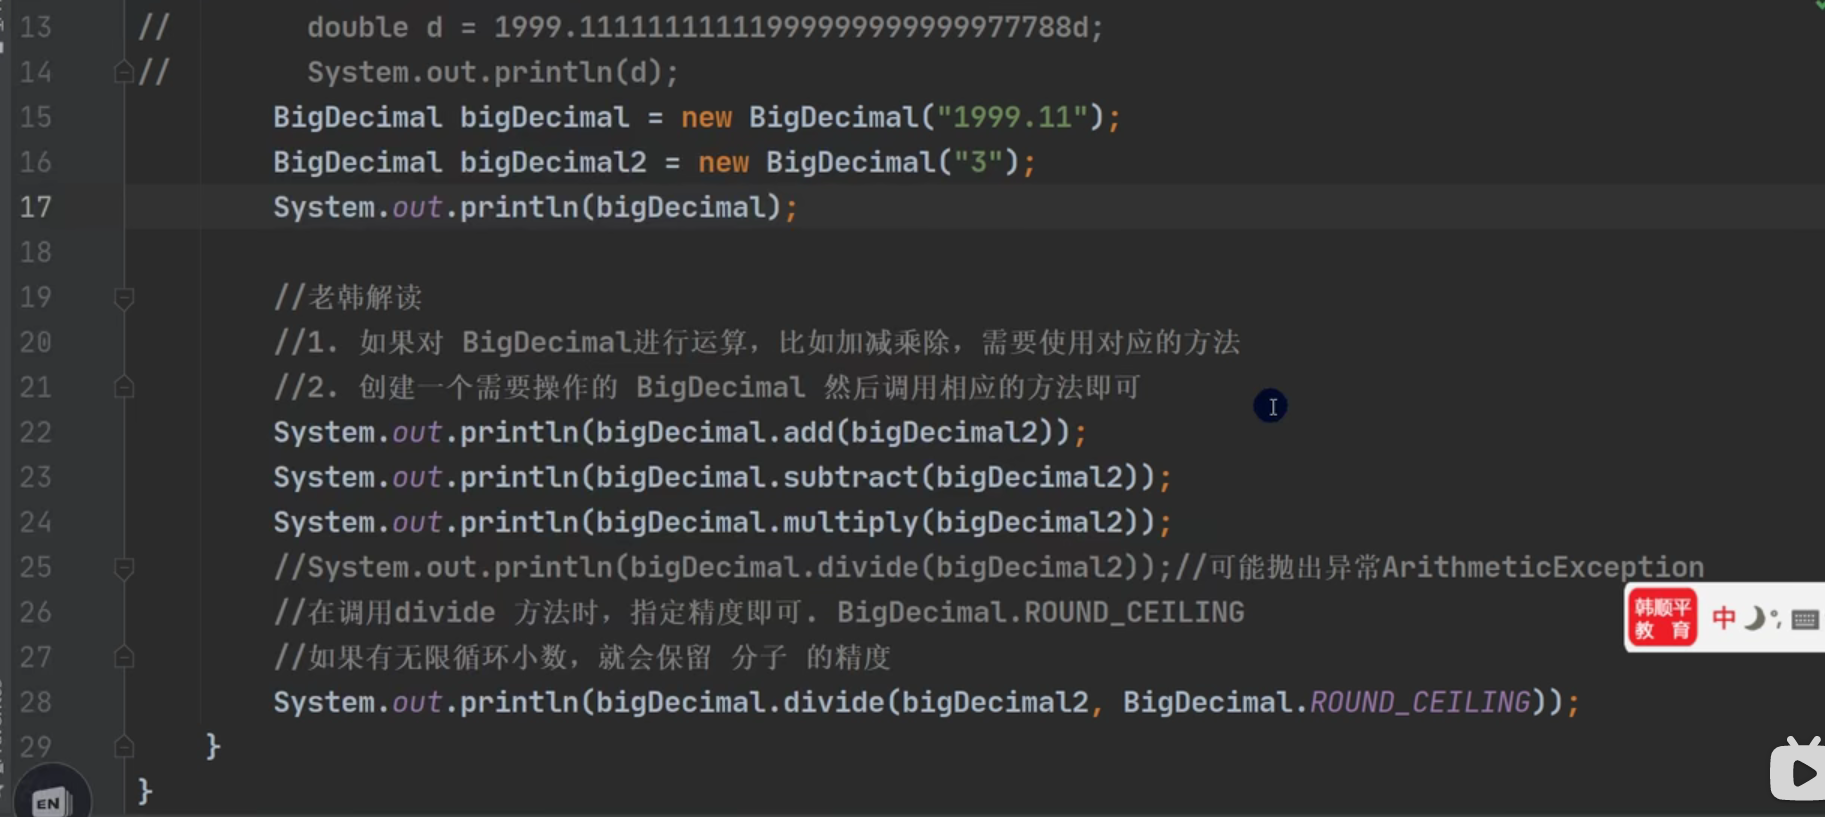 13 // double d = 1999.11111111111999999999999977788d;
14 // System.out.println(d);
15 BigDecimal bigDecimal = new BigDecimal("1999.11");
16 BigDecimal bigDecimal2 = new BigDecimal("3");
17 System.out.println(bigDecimal);
18
19 //老韩解读
20 //1. 如果对 BigDecimal进行运算，比如加减乘除，需要使用对应的方法
21 //2. 创建一个需要操作的 BigDecimal 然后调用相应的方法即可
22 System.out.println(bigDecimal.add(bigDecimal2));
23 System.out.println(bigDecimal.subtract(bigDecimal2));
24 System.out.println(bigDecimal.multiply(bigDecimal2));
25 //System.out.println(bigDecimal.divide(bigDecimal2));//可能抛出异常ArithmeticException
26 //在调用divide 方法时，指定精度即可. BigDecimal.ROUND_CEILING
27 //如果有无限循环小数，就会保留 分子 的精度
28 System.out.println(bigDecimal.divide(bigDecimal2, BigDecimal.ROUND_CEILING));
29 }
}
韩顺平
教 育
中
EN